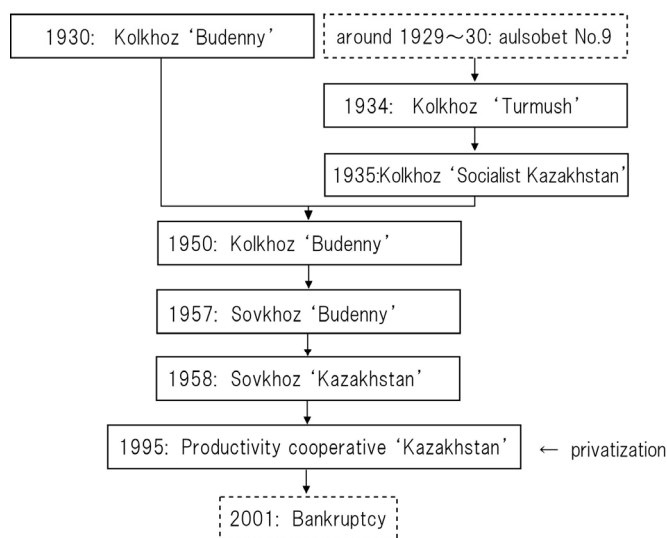 1930: Kolkhoz ‘Budenny’
around 1929～30: aulsobet No.9
1934: Kolkhoz ‘Turmush’
1935:Kolkhoz ‘Socialist Kazakhstan’
1950: Kolkhoz ‘Budenny’
1957: Sovkhoz ‘Budenny’
1958: Sovkhoz ‘Kazakhstan’
1995: Productivity cooperative ‘Kazakhstan’ ← privatization
2001: Bankruptcy